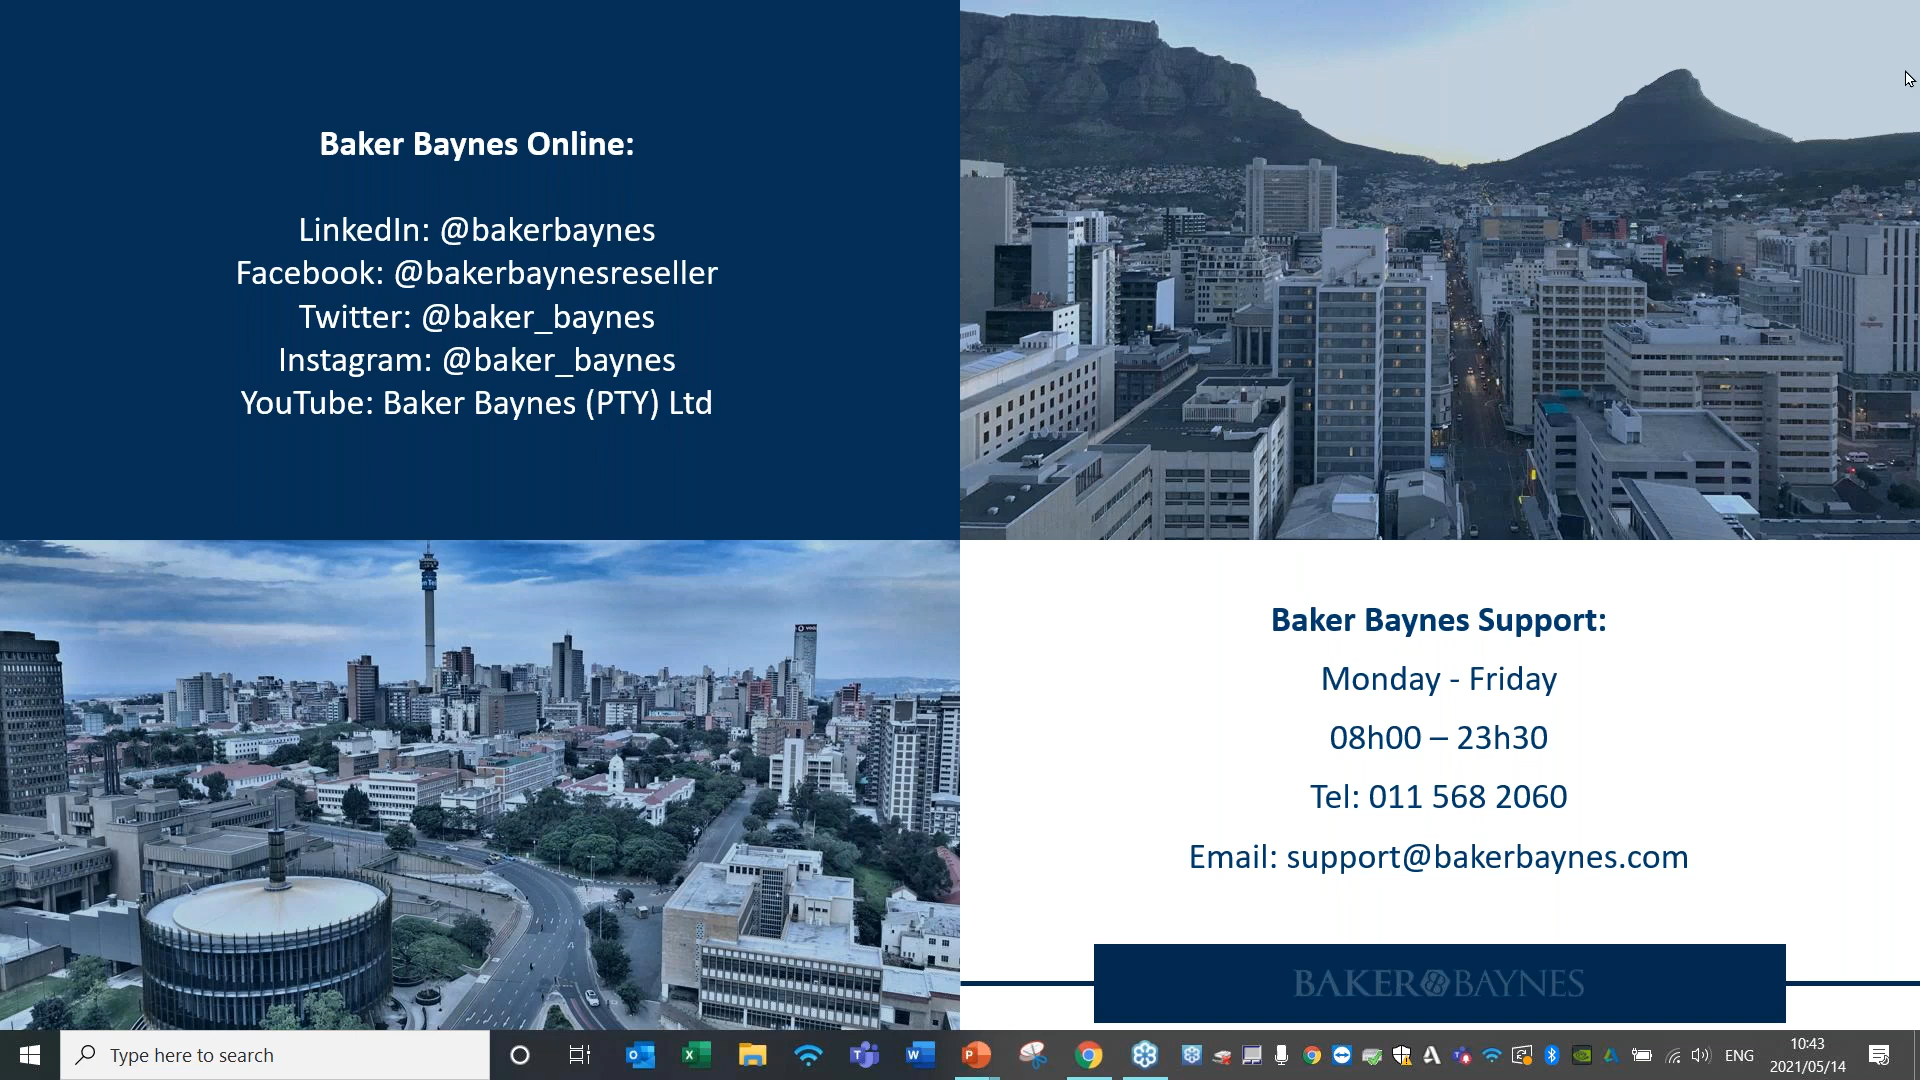 Baker Baynes Online:
LinkedIn: @bakerbaynes
Facebook: @bakerbaynesreseller
Twitter: @baker_baynes
Instagram: @baker_baynes
YouTube: Baker Baynes (PTY) Ltd
Baker Baynes Support:
Monday - Friday
08h00 – 23h30
Tel: 011 568 2060
Email: support@bakerbaynes.com
BAKER BAYNES
Type here to search
ENG
10:43
2021/05/14